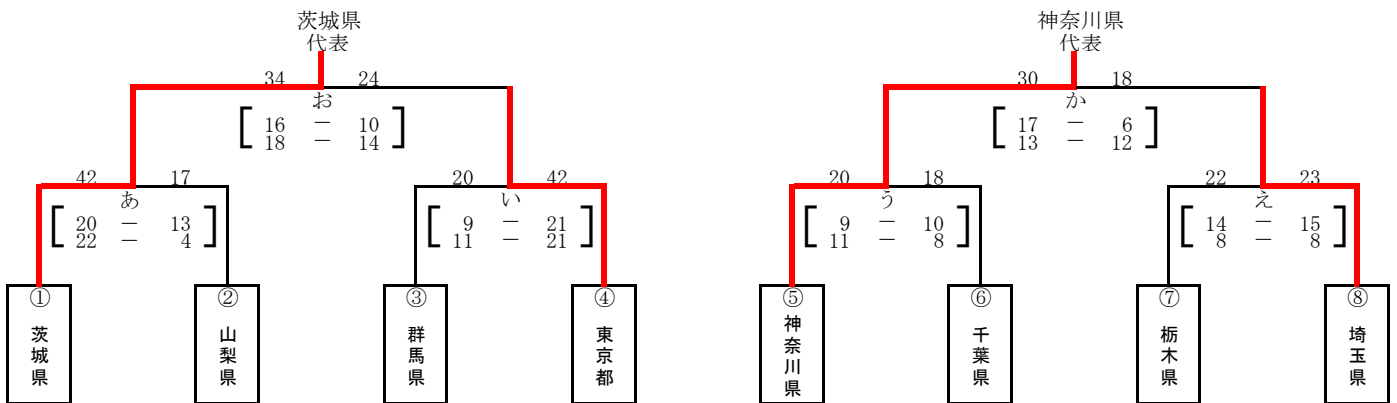 茨城県 神奈川県
代表 代表
34 24 30 18
お か
[ 16 － 10 ] [ 17 － 6 ]
18 － 14 13 － 12
42 17 20 42 20 18 22 23
あ い う え
[ 20 － 13 ] [ 9 － 21 ] [ 9 － 10 ] [ 14 － 15 ]
22 － 4 11 － 21 11 － 8 8 － 8
① ② ③ ④ ⑤ ⑥ ⑦ ⑧
茨城県 山梨県 群馬県 東京都 神奈川県 千葉県 栃木県 埼玉県